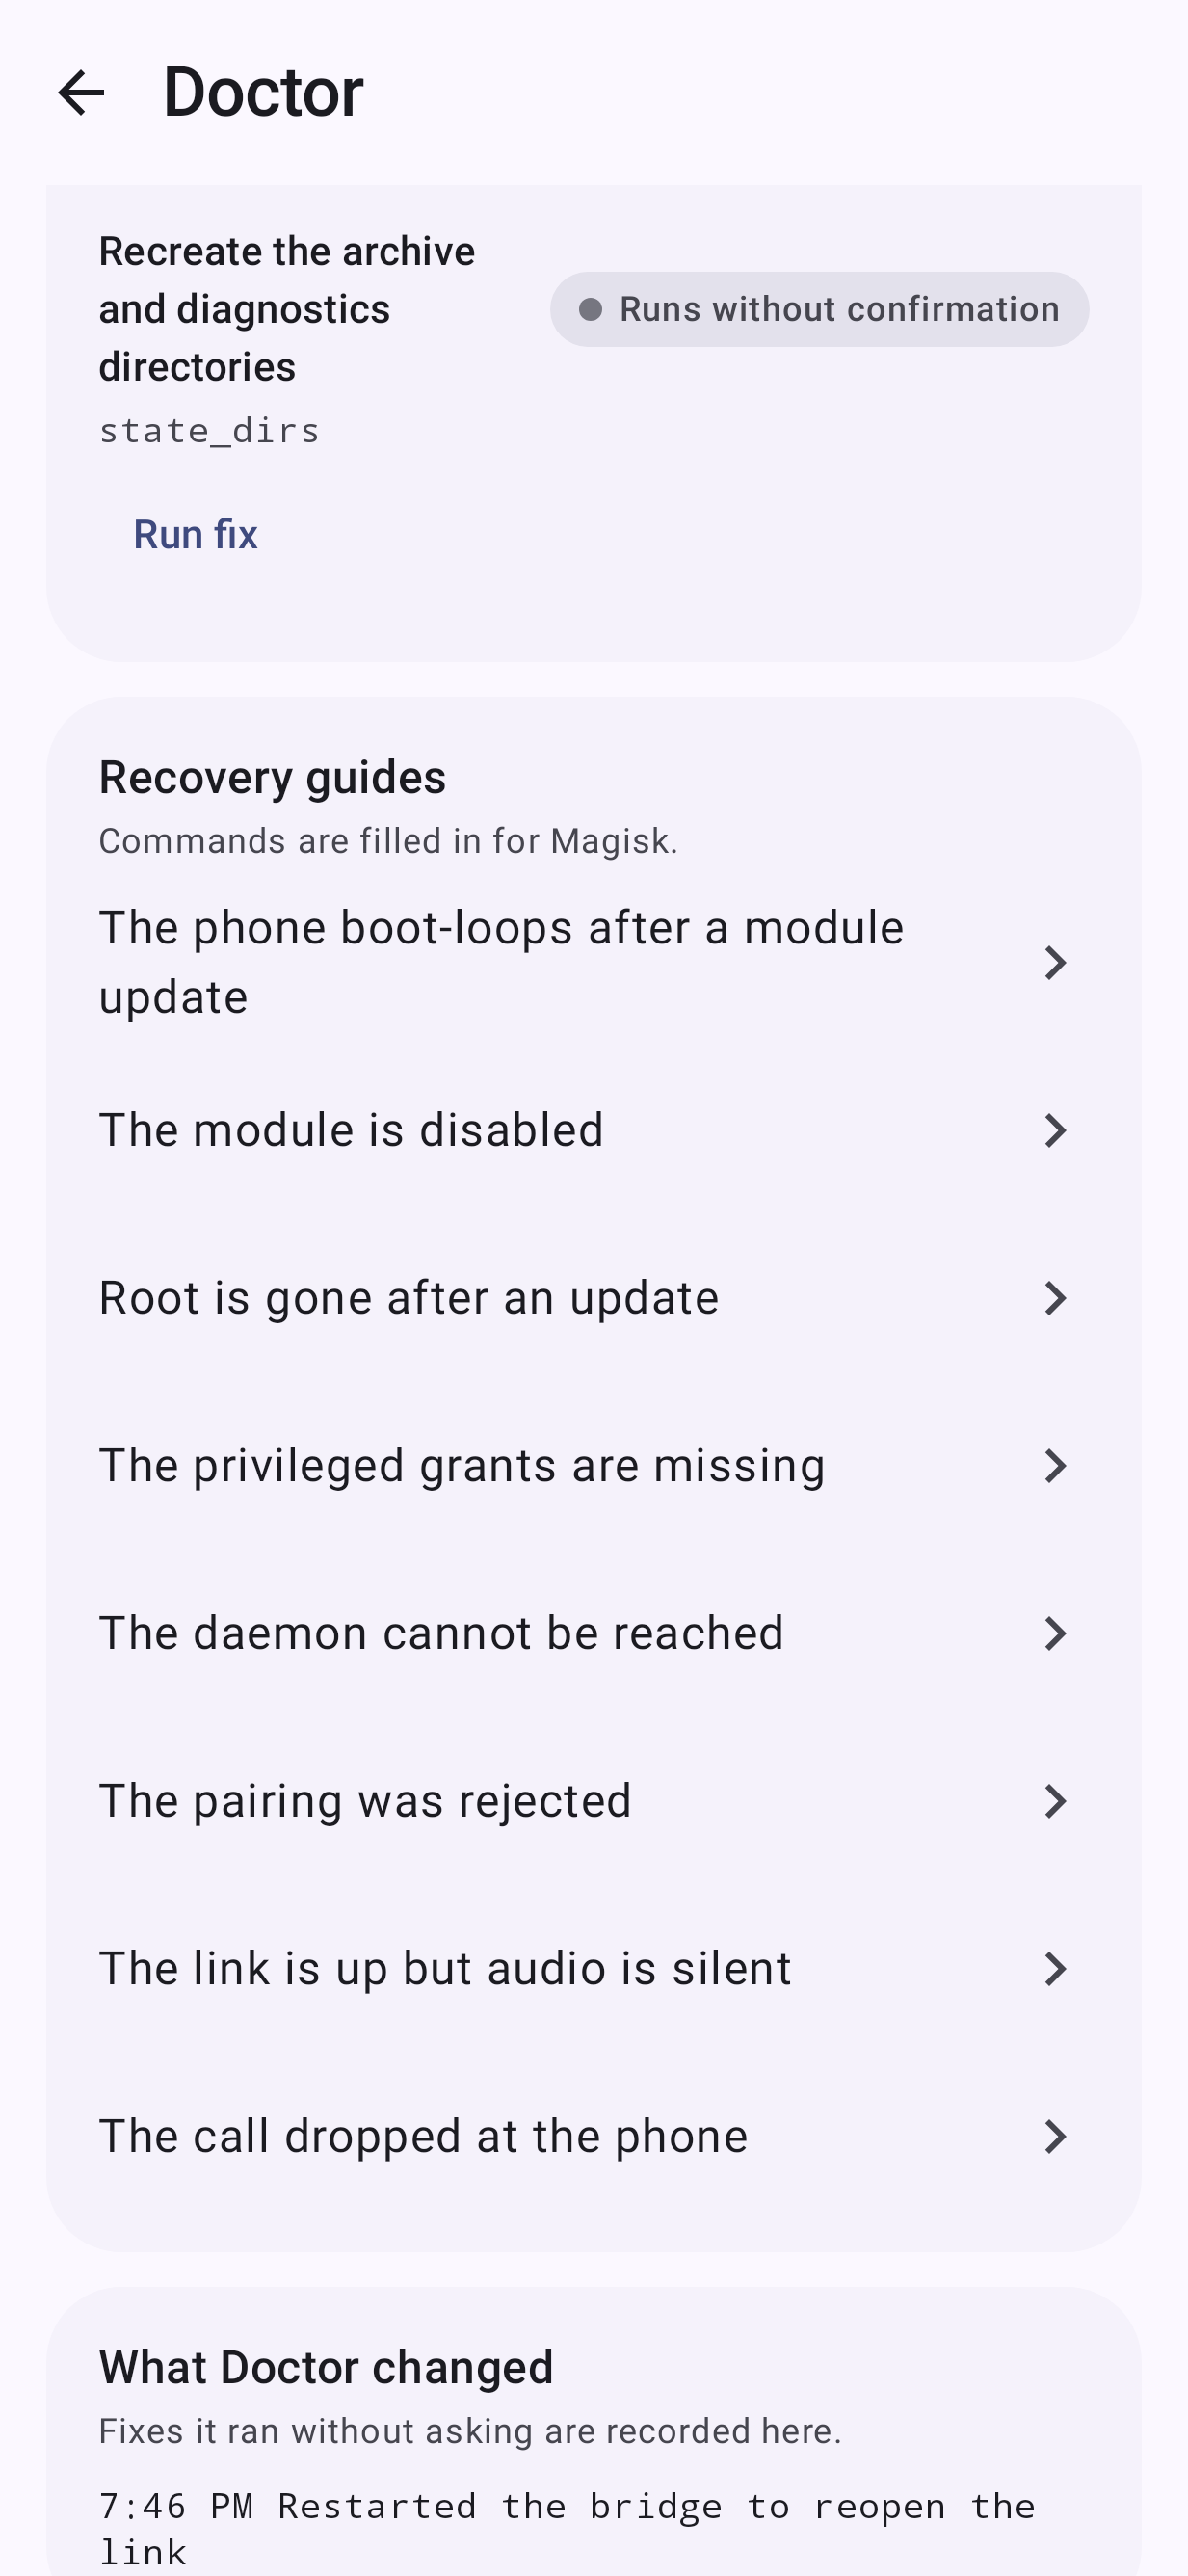 Doctor
Recreate the archive
and diagnostics
directories
Runs without confirmation
state_dirs
Run fix
Recovery guides
Commands are filled in for Magisk.
The phone boot-loops after a module
update
The module is disabled
Root is gone after an update
The privileged grants are missing
The daemon cannot be reached
The pairing was rejected
The link is up but audio is silent
The call dropped at the phone
What Doctor changed
Fixes it ran without asking are recorded here.
7:46 PM Restarted the bridge to reopen the
link